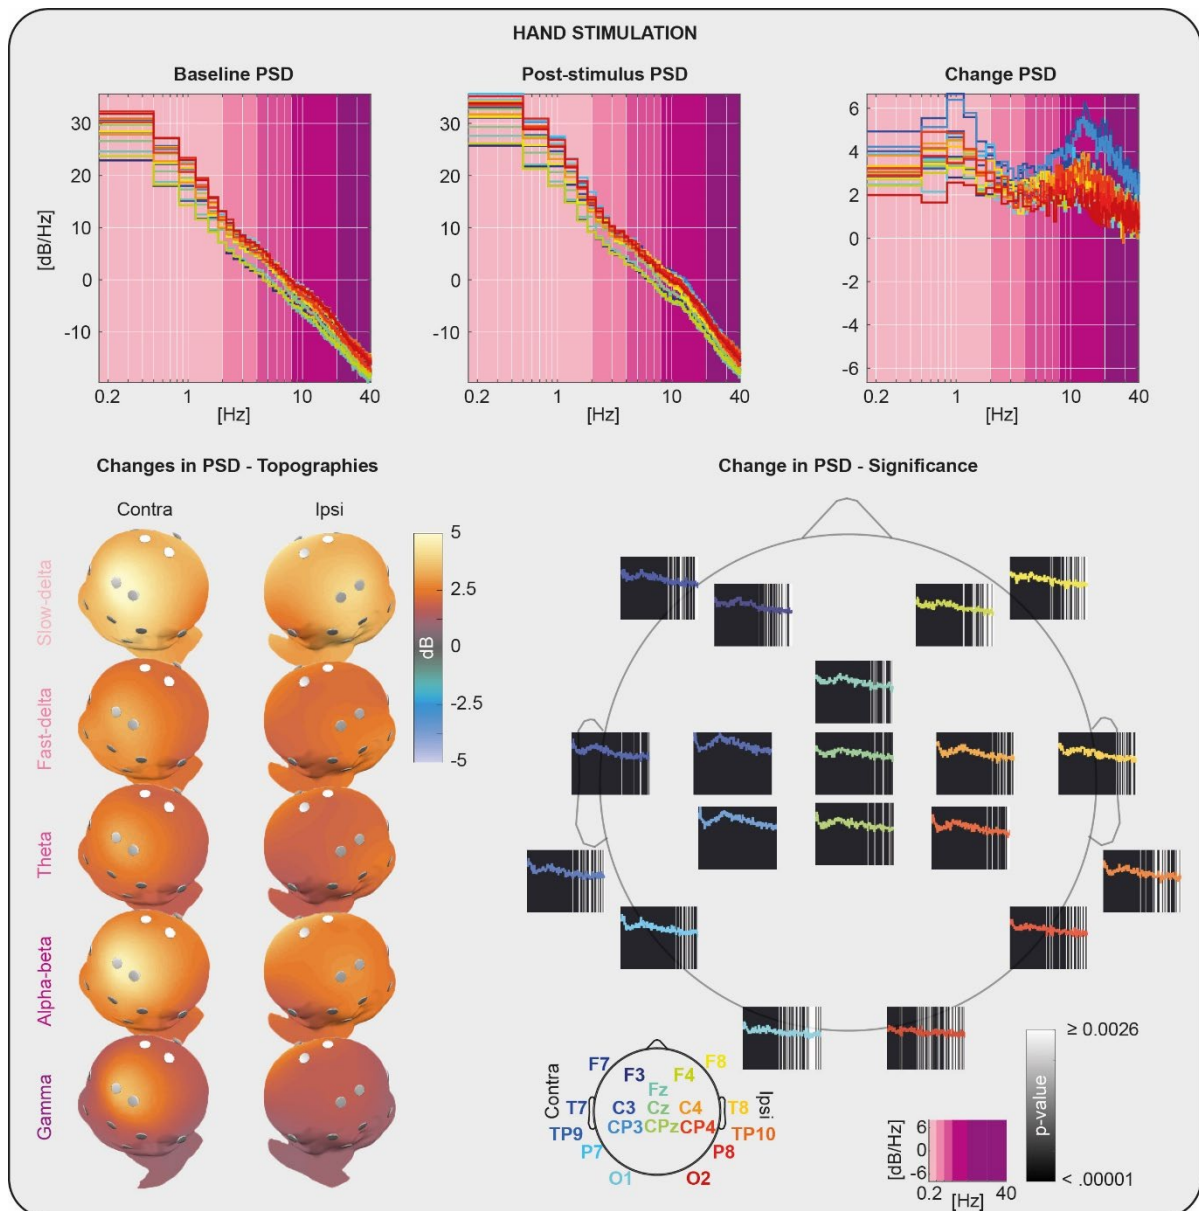 HAND STIMULATION
Baseline PSD
Post-stimulus PSD
Change PSD
[dB/Hz]
30
20
10
0
-10
0.2 1 10 40
[Hz]
30
20
10
0
-10
0.2 1 10 40
[Hz]
6
4
2
0
-2
-4
-6
0.2 1 10 40
[Hz]
Changes in PSD - Topographies
Contra Ipsi
Slow-delta
Fast-delta
Theta
Alpha-beta
Gamma
5
2.5
0
-2.5
-5
dB
Change in PSD - Significance
Contra
Ipsi
F7 F8
F3 F4
Fz
T7 C3 Cz C4 T8
TP9 CP3 CPz CP4 TP10
P7 P8
O1 O2
[dB/Hz]
6
0
-6
0.2 40
[Hz]
≥ 0.0026
p-value
< .00001